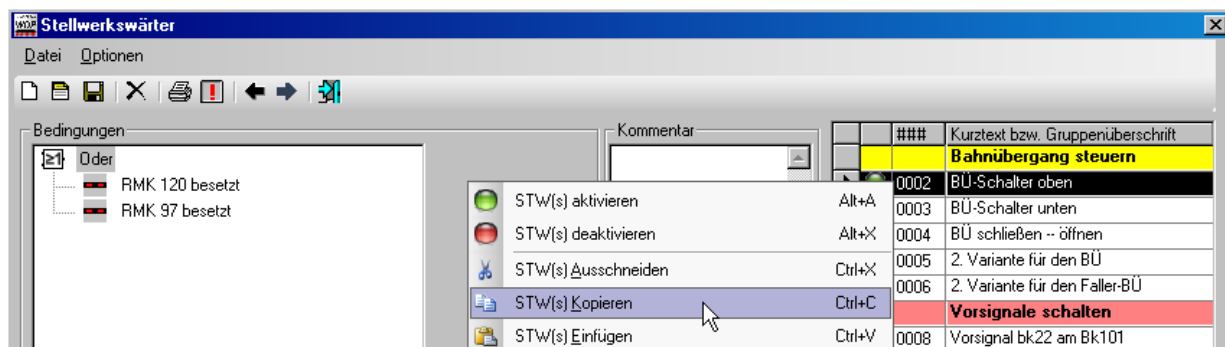 WDP Stellwerkswärter
Datei Optionen
Bedingungen
≥1 Oder
RMK 120 besetzt
RMK 97 besetzt
Kommentar
STW(s) aktivieren Alt+A
STW(s) deaktivieren Alt+X
STW(s) Ausschneiden Ctrl+X
STW(s) Kopieren Ctrl+C
STW(s) Einfügen Ctrl+V
### Kurztext bzw. Gruppenüberschrift
Bahnübergang steuern
0002 BÜ-Schalter oben
0003 BÜ-Schalter unten
0004 BÜ schließen -- öffnen
0005 2. Variante für den BÜ
0006 2. Variante für den Faller-BÜ
Vorsignale schalten
0008 Vorsignal bk22 am Bk101